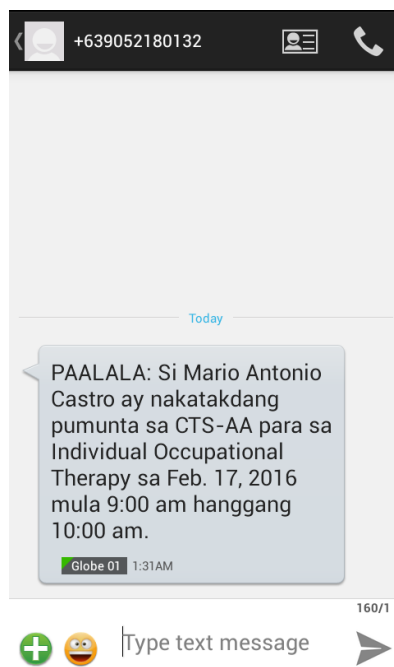 +639052180132
Today
PAALALA: Si Mario Antonio
Castro ay nakatakdang
pumunta sa CTS-AA para sa
Individual Occupational
Therapy sa Feb. 17, 2016
mula 9:00 am hanggang
10:00 am.
Globe 01 1:31AM
160/1
Type text message